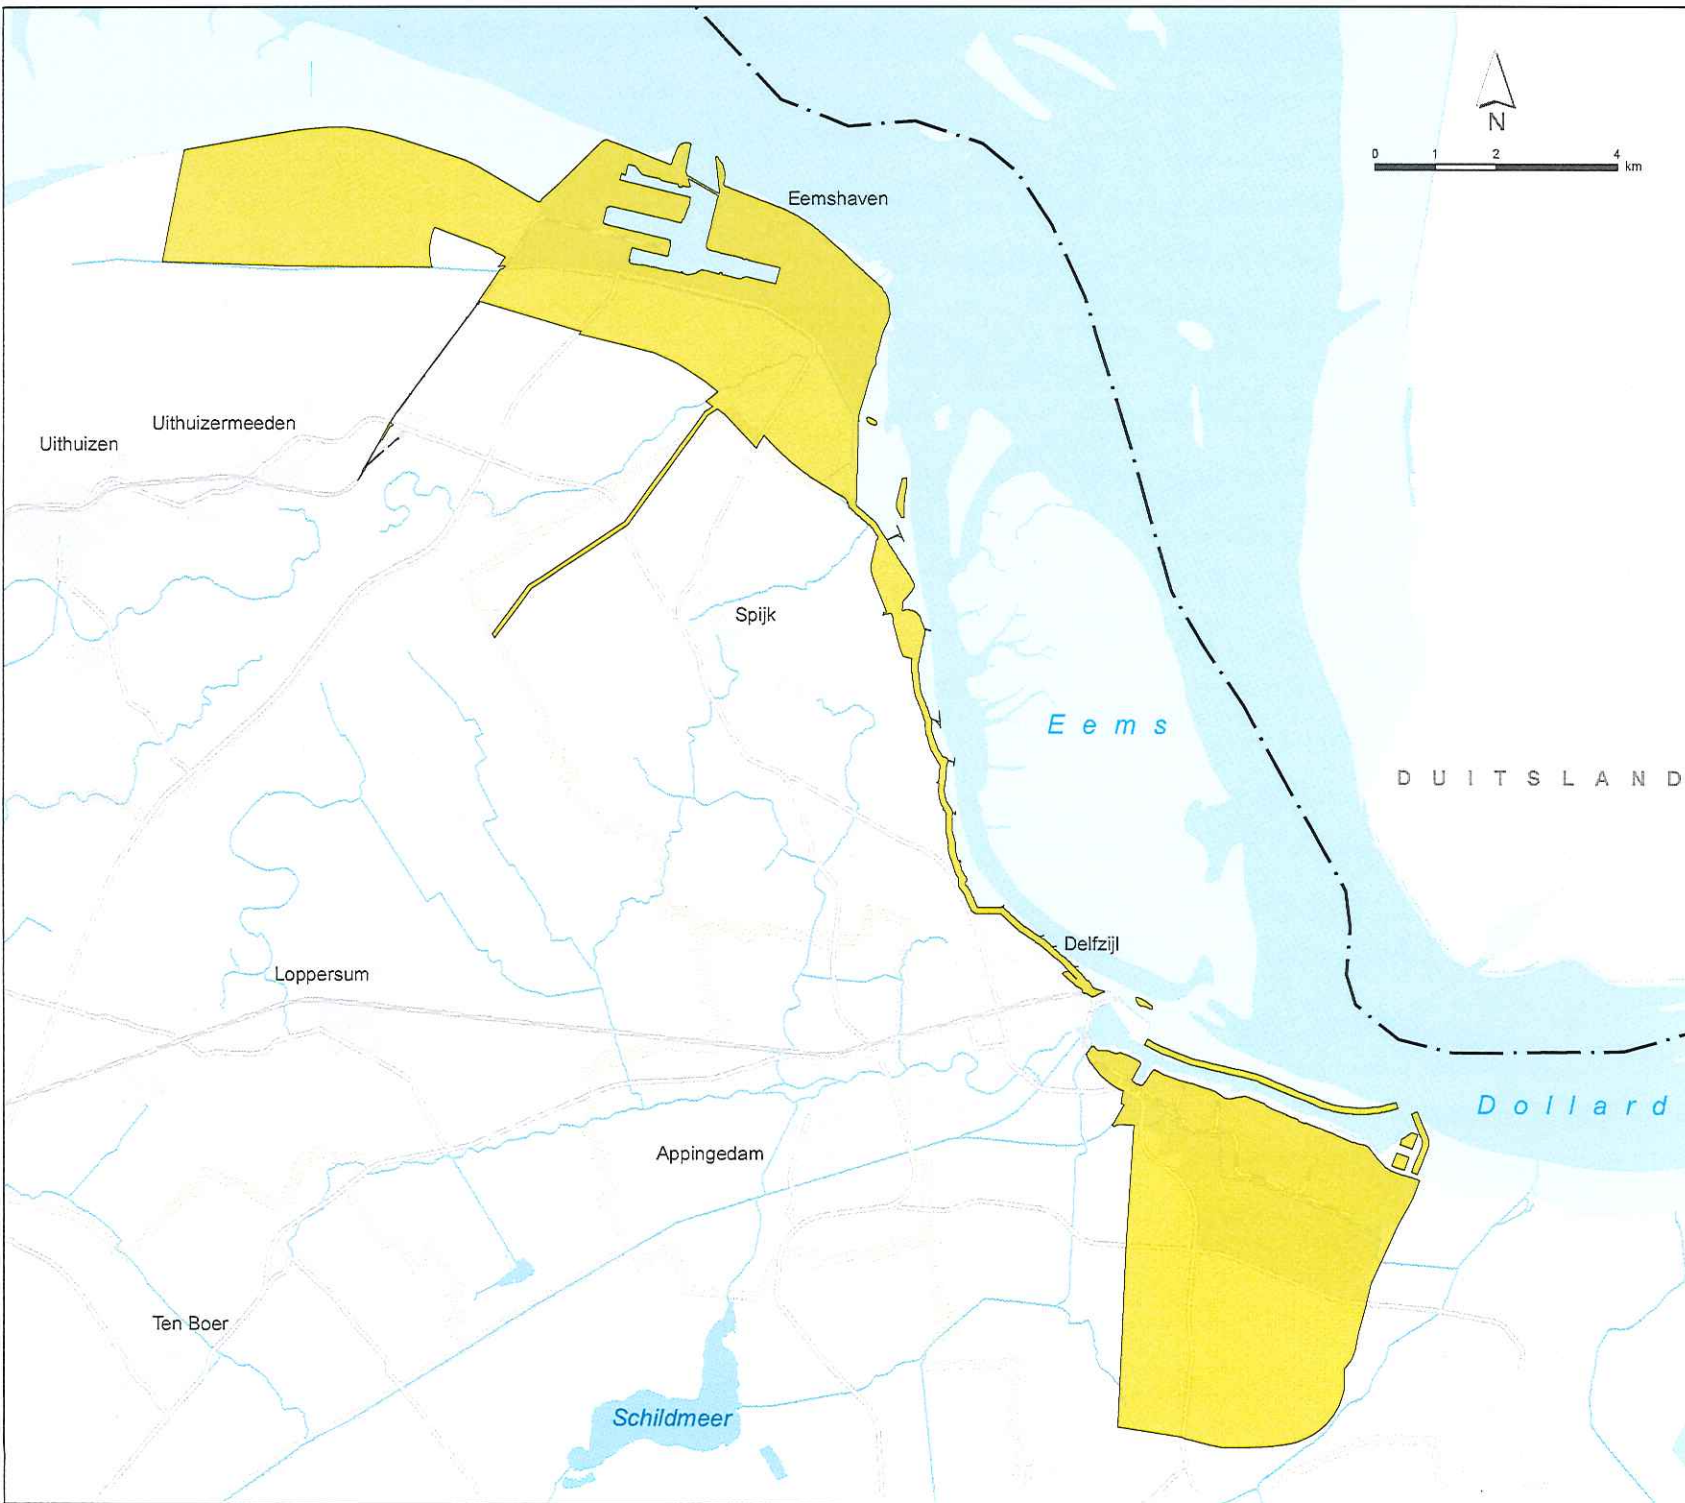 N
0 1 2 4 km
Eemshaven
Uithuizermeeden
Uithuizen
Spijk
Eems
DUITSLAND
Delfzijl
Loppersum
Dollard
Appingedam
Ten Boer
Schildmeer